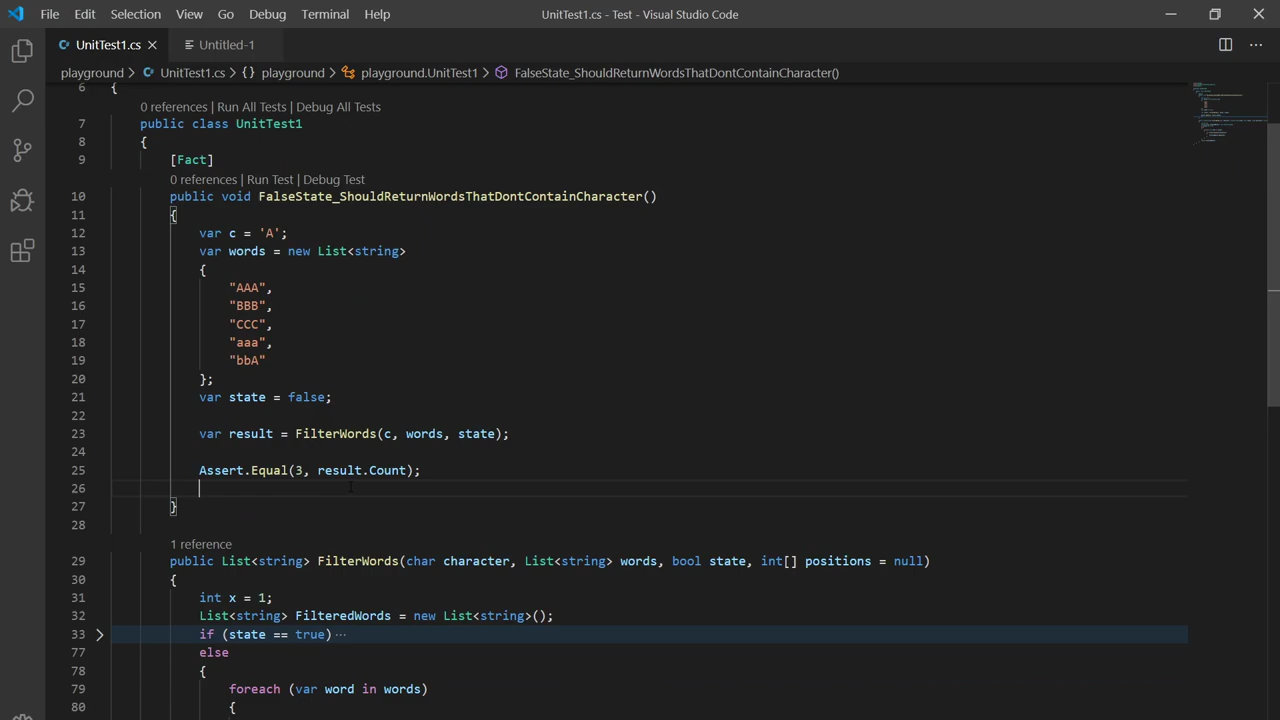 File Edit Selection View Go Debug Terminal Help UnitTest1.cs - Test - Visual Studio Code
UnitTest1.cs Untitled-1
playground > UnitTest1.cs > {} playground > playground.UnitTest1 > FalseState_ShouldReturnWordsThatDontContainCharacter()
6 {
0 references | Run All Tests | Debug All Tests
7 public class UnitTest1
8 {
9 [Fact]
0 references | Run Test | Debug Test
10 public void FalseState_ShouldReturnWordsThatDontContainCharacter()
11 {
12 var c = 'A';
13 var words = new List<string>
14 {
15 "AAA",
16 "BBB",
17 "CCC",
18 "aaa",
19 "bbA"
20 };
21 var state = false;
22
23 var result = FilterWords(c, words, state);
24
25 Assert.Equal(3, result.Count);
26
27 }
28
1 reference
29 public List<string> FilterWords(char character, List<string> words, bool state, int[] positions = null)
30 {
31 int x = 1;
32 List<string> FilteredWords = new List<string>();
33 if (state == true) ···
77 else
78 {
79 foreach (var word in words)
80 {